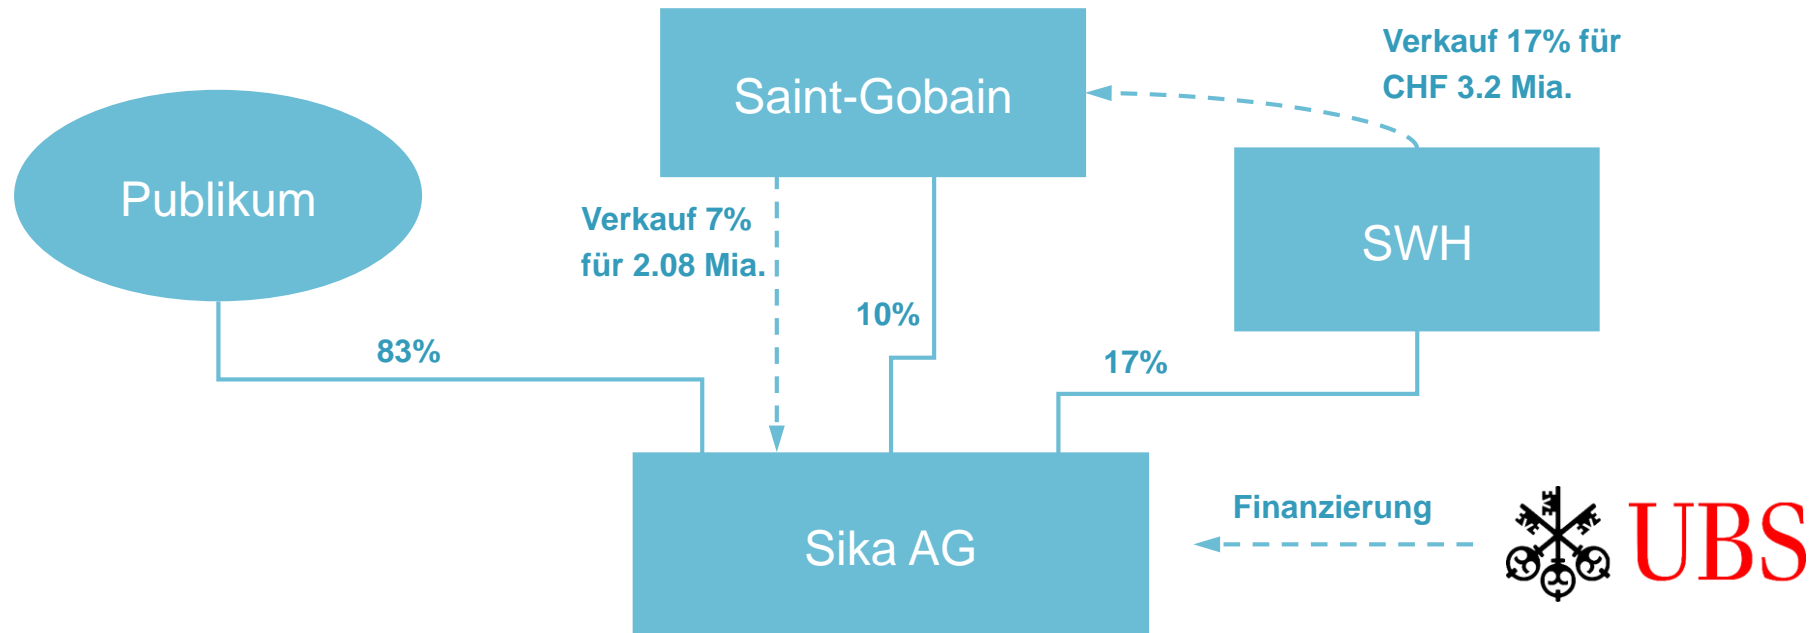 Verkauf 17% für
CHF 3.2 Mia.
Saint-Gobain
Publikum
Verkauf 7%
für 2.08 Mia.
SWH
10%
83%
17%
Finanzierung
UBS
Sika AG